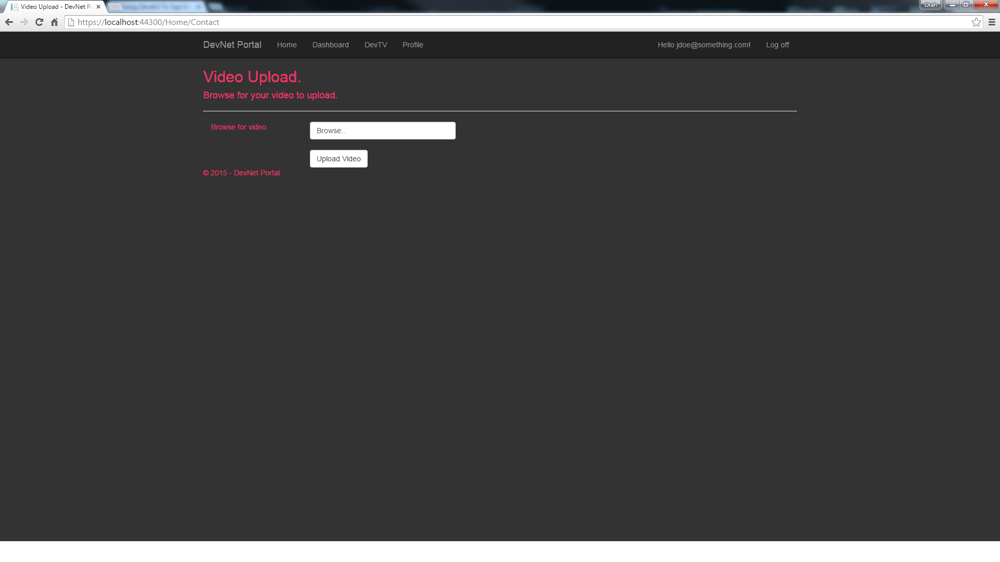 Video Upload - DevNet P
Orah
https://localhost:44300/Home/Contact
DevNet Portal Home Dashboard DevTV Profile Hello jdoe@something.com! Log off
Video Upload.
Browse for your video to upload.
Browse for video Browse..
Upload Video
© 2015 - DevNet Portal